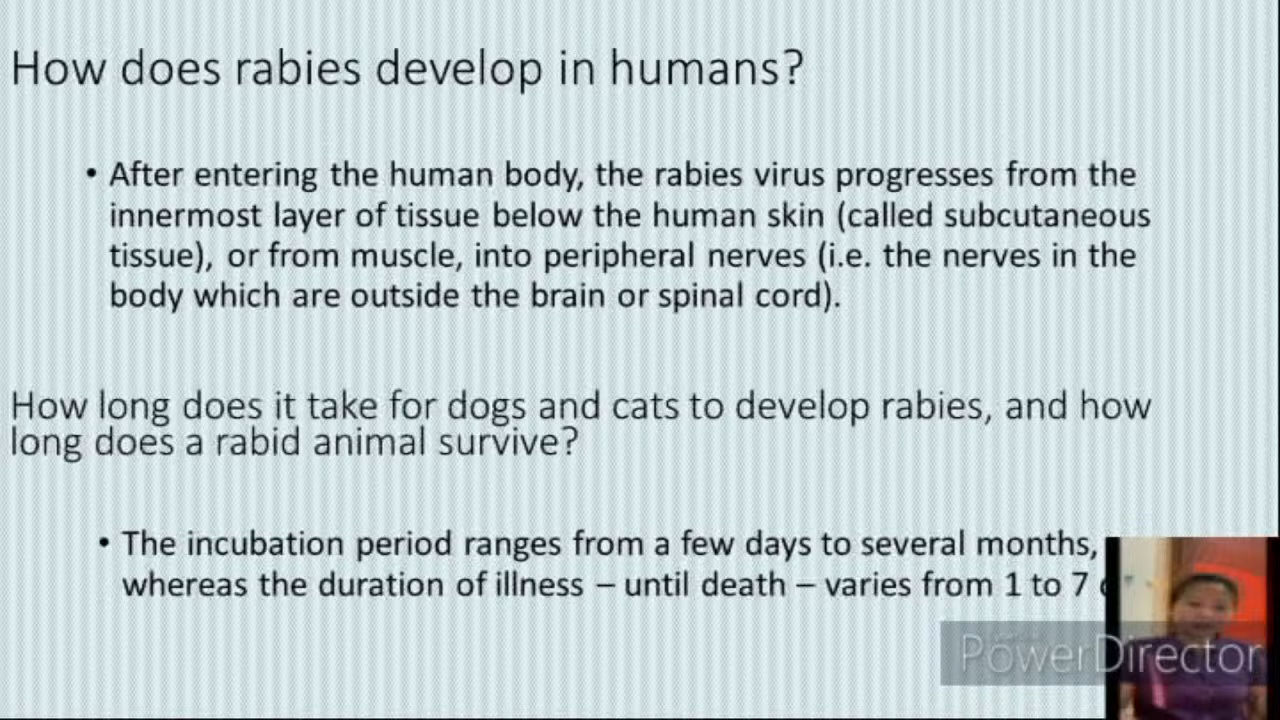 How does rabies develop in humans?
• After entering the human body, the rabies virus progresses from the
innermost layer of tissue below the human skin (called subcutaneous
tissue), or from muscle, into peripheral nerves (i.e. the nerves in the
body which are outside the brain or spinal cord).
How long does it take for dogs and cats to develop rabies, and how
long does a rabid animal survive?
• The incubation period ranges from a few days to several months,
whereas the duration of illness – until death – varies from 1 to 7
PowerDirector